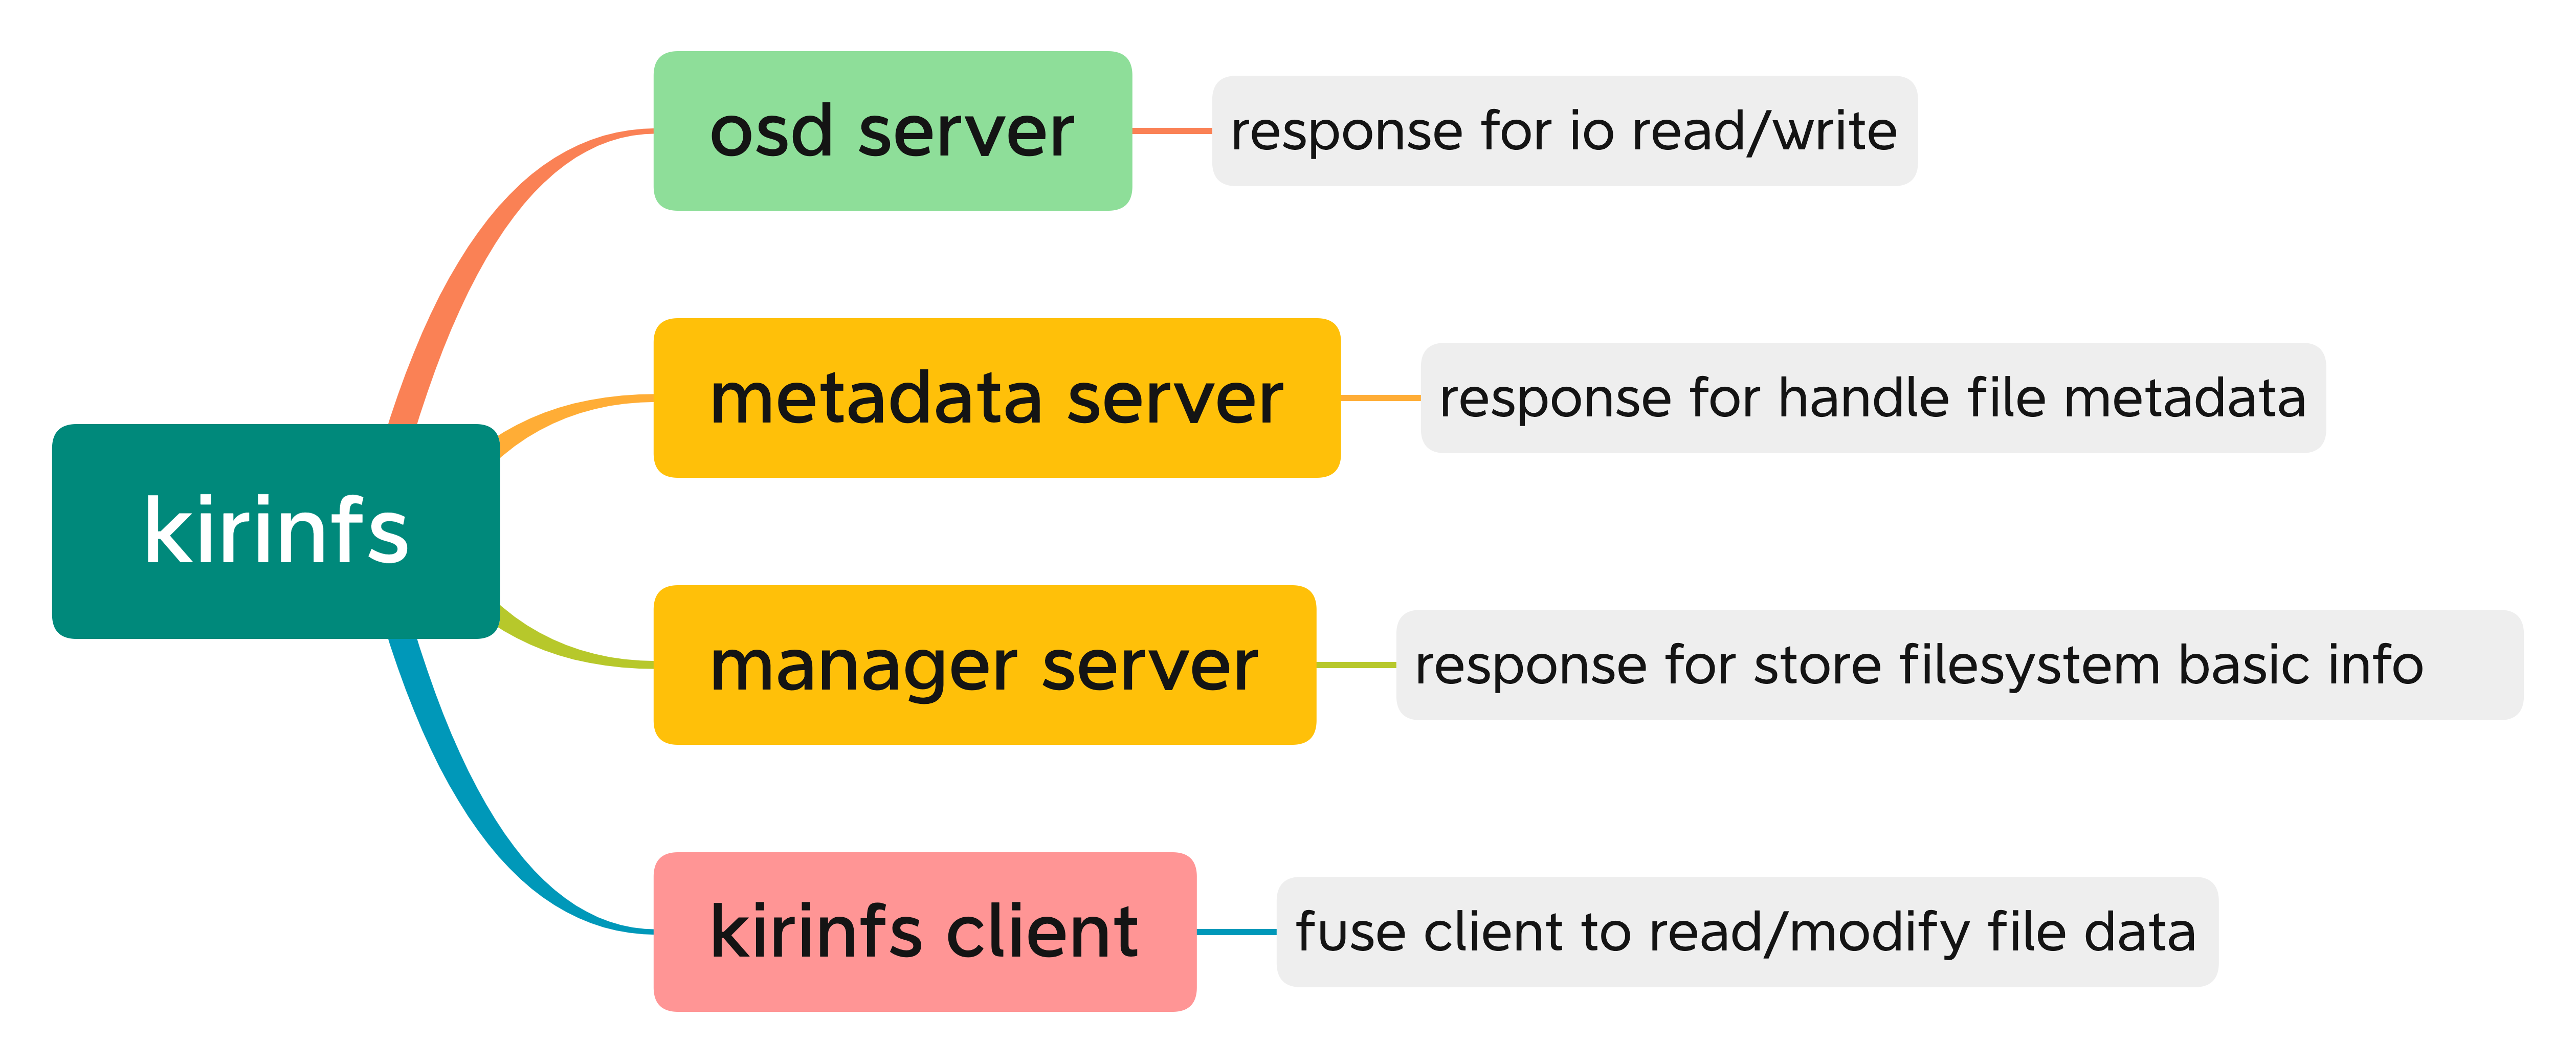 osd server
response for io read/write
metadata server
response for handle file metadata
kirinfs
manager server
response for store filesystem basic info
kirinfs client
fuse client to read/modify file data